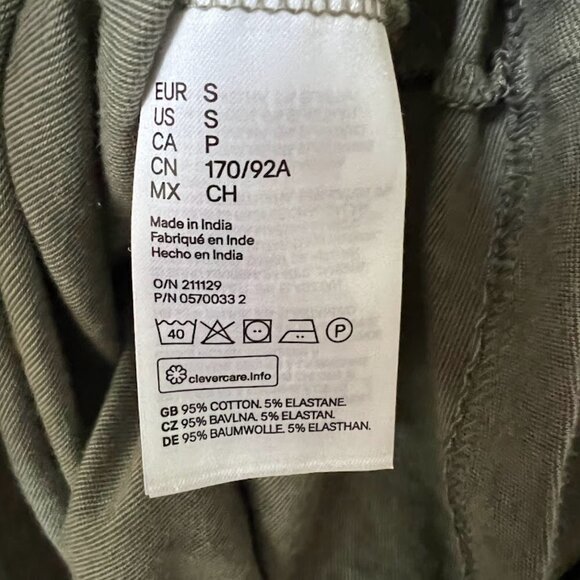 EUR S
US S
CA P
CN 170/92A
MX CH
Made in India
Fabriqué en Inde
Hecho en India
O/N 211129
P/N 0570033 2
40 P
clevercare.info
GB 95% COTTON. 5% ELASTANE.
CZ 95% BAVLNA. 5% ELASTAN.
DE 95% BAUMWOLLE. 5% ELASTHAN.